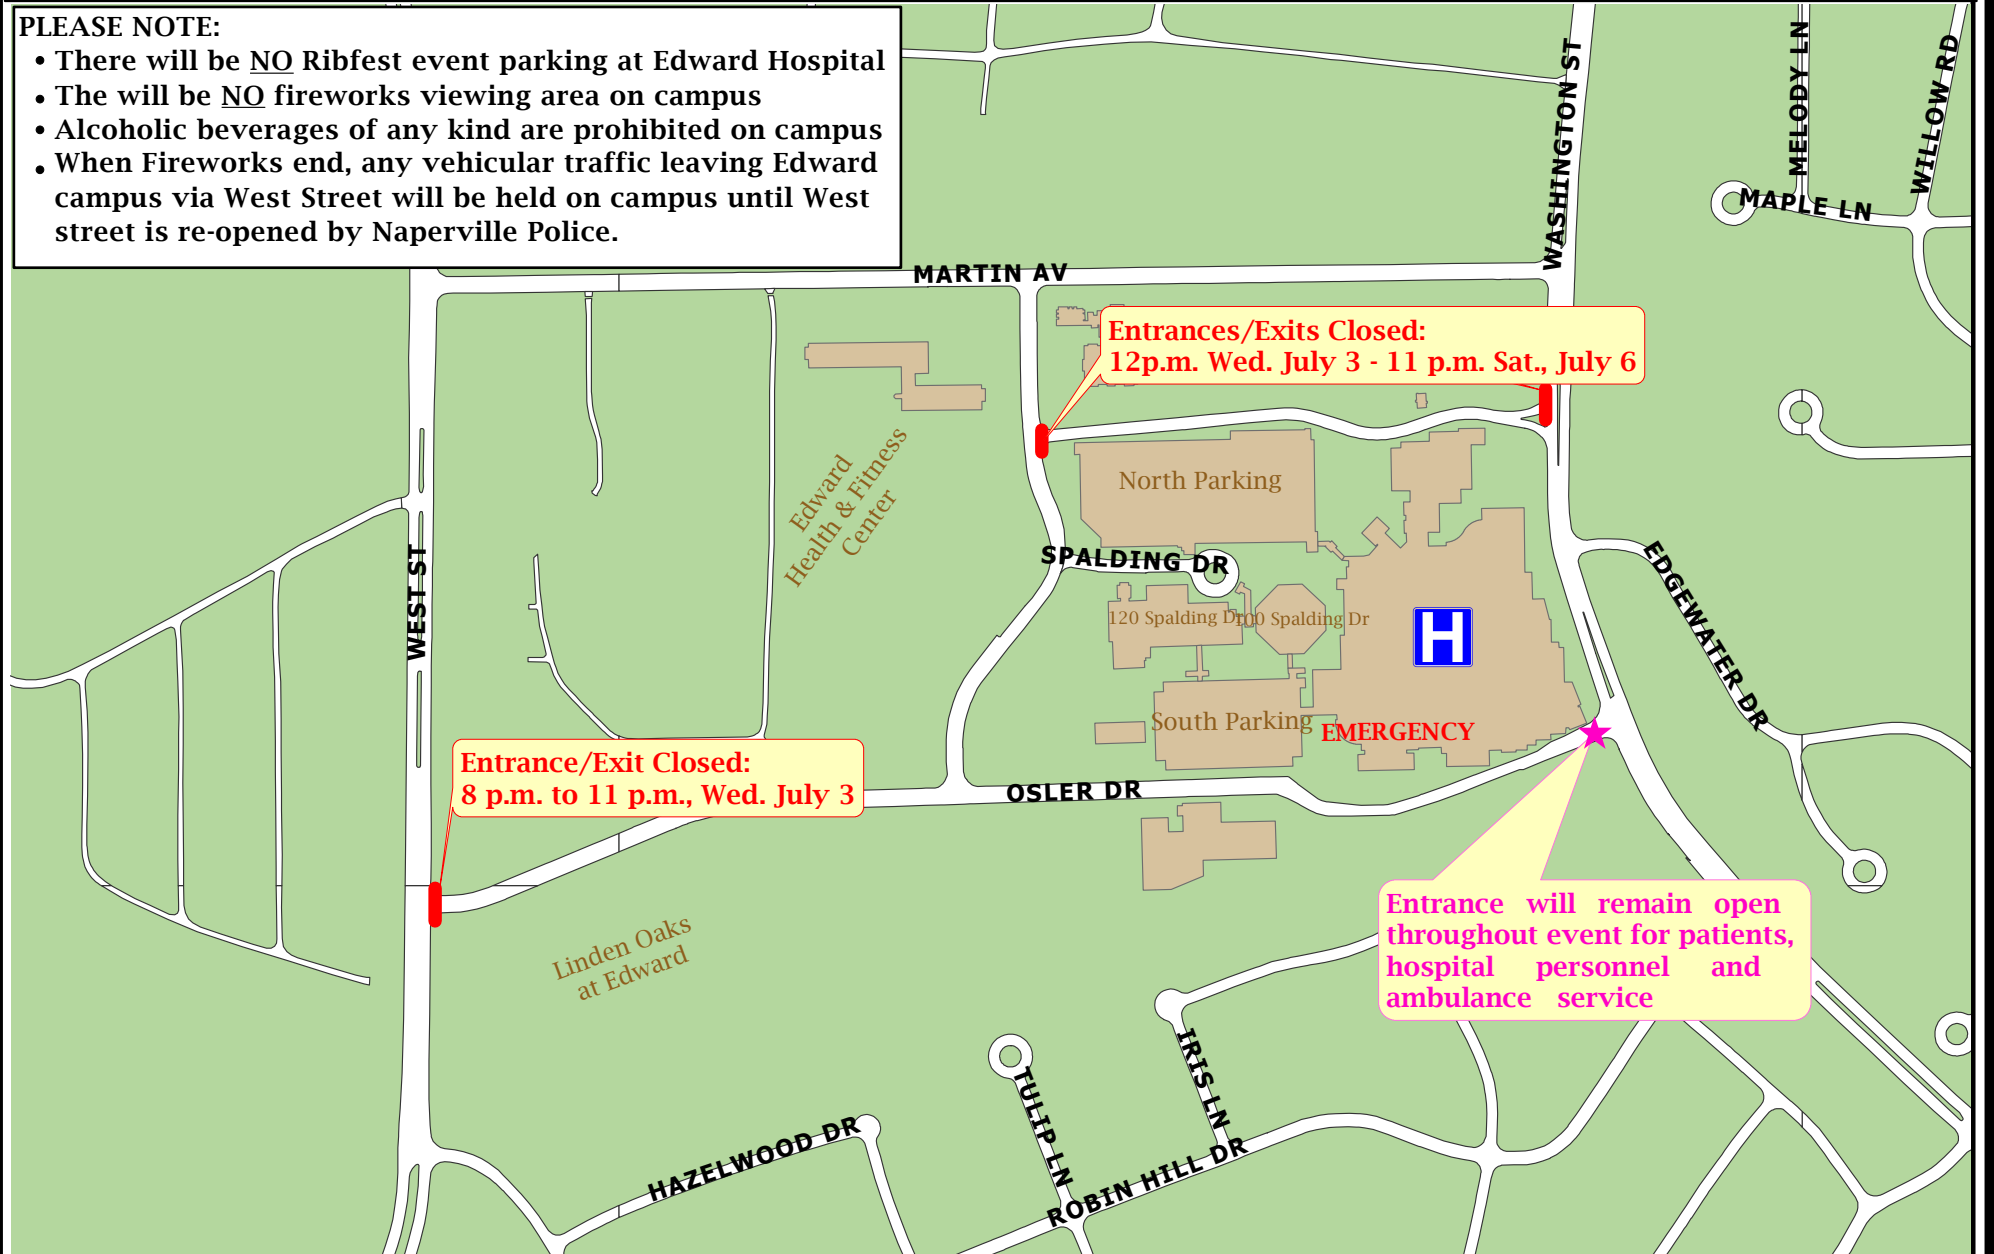 PLEASE NOTE:
• There will be NO Ribfest event parking at Edward Hospital
• The will be NO fireworks viewing area on campus
• Alcoholic beverages of any kind are prohibited on campus
• When Fireworks end, any vehicular traffic leaving Edward
campus via West Street will be held on campus until West
street is re-opened by Naperville Police.
WASHINGTON ST
MELODY LN
WILLOW RD
MAPLE LN
MARTIN AV
Entrances/Exits Closed:
12p.m. Wed. July 3 - 11 p.m. Sat., July 6
Edward
Health & Fitness
Center
North Parking
WEST ST
SPALDING DR
EDGEWATER DR
120 Spalding Dr
100 Spalding Dr
H
South Parking
EMERGENCY
Entrance/Exit Closed:
8 p.m. to 11 p.m., Wed. July 3
OSLER DR
Entrance will remain open
throughout event for patients,
hospital personnel and
ambulance service
Linden Oaks
at Edward
IRIS LN
TULIP LN
HAZELWOOD DR
ROBIN HILL DR